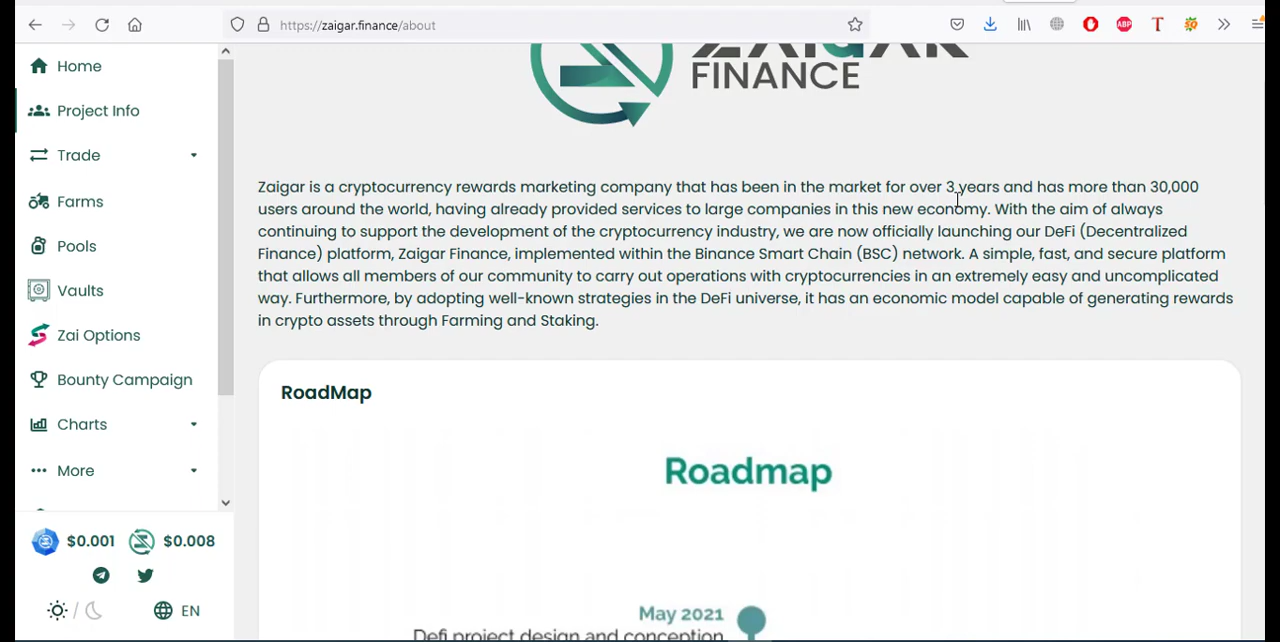 https://zaigar.finance/about
ABP
T
Home
Project Info
Trade
Farms
Pools
Vaults
Zai Options
Bounty Campaign
Charts
More
$0.001 $0.008
/
EN
ZAIGAR
FINANCE
Zaigar is a cryptocurrency rewards marketing company that has been in the market for over 3 years and has more than 30,000
users around the world, having already provided services to large companies in this new economy. With the aim of always
continuing to support the development of the cryptocurrency industry, we are now officially launching our DeFi (Decentralized
Finance) platform, Zaigar Finance, implemented within the Binance Smart Chain (BSC) network. A simple, fast, and secure platform
that allows all members of our community to carry out operations with cryptocurrencies in an extremely easy and uncomplicated
way. Furthermore, by adopting well-known strategies in the DeFi universe, it has an economic model capable of generating rewards
in crypto assets through Farming and Staking.
RoadMap
Roadmap
May 2021
Defi project design and conception